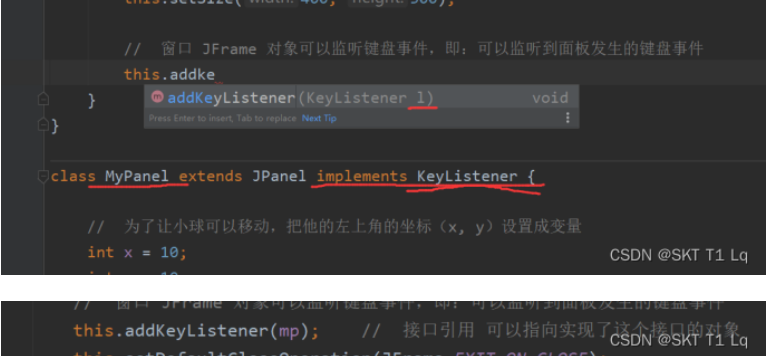 this.setSize( width: 400, height: 300);
// 窗口 JFrame 对象可以监听键盘事件，即：可以监听到面板发生的键盘事件
this.addke
m addKeyListener(KeyListener l) void
Press Enter to insert, Tab to replace Next Tip
}
}
class MyPanel extends JPanel implements KeyListener {
// 为了让小球可以移动，把他的左上角的坐标（x, y）设置成变量
int x = 10;
CSDN @SKT T1 Lq
// 窗口 JFrame 对象可以监听键盘事件，即：可以监听到面板发生的键盘事件
this.addKeyListener(mp); // 接口引用 可以指向实现了这个接口的对象
CSDN @SKT T1 Lq
this.setDefaultCloseOperation(JFrame.EXIT_ON_CLOSE);